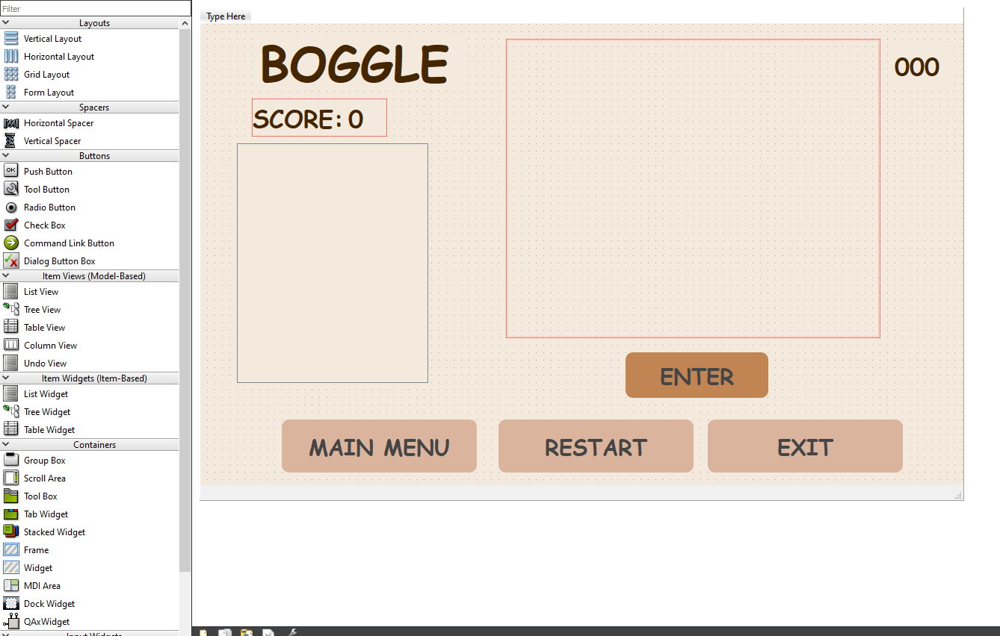 Filter
Layouts
Vertical Layout
Horizontal Layout
Grid Layout
Form Layout
Spacers
Horizontal Spacer
Vertical Spacer
Buttons
OK
Push Button
Tool Button
Radio Button
Check Box
Command Link Button
Dialog Button Box
Item Views (Model-Based)
List View
Tree View
Table View
Column View
Undo View
Item Widgets (Item-Based)
List Widget
Tree Widget
Table Widget
Containers
Group Box
Scroll Area
Tool Box
Tab Widget
Stacked Widget
Frame
Widget
MDI Area
Dock Widget
QAxWidget
Input Widgets
Type Here
BOGGLE
000
SCORE: 0
ENTER
MAIN MENU
RESTART
EXIT